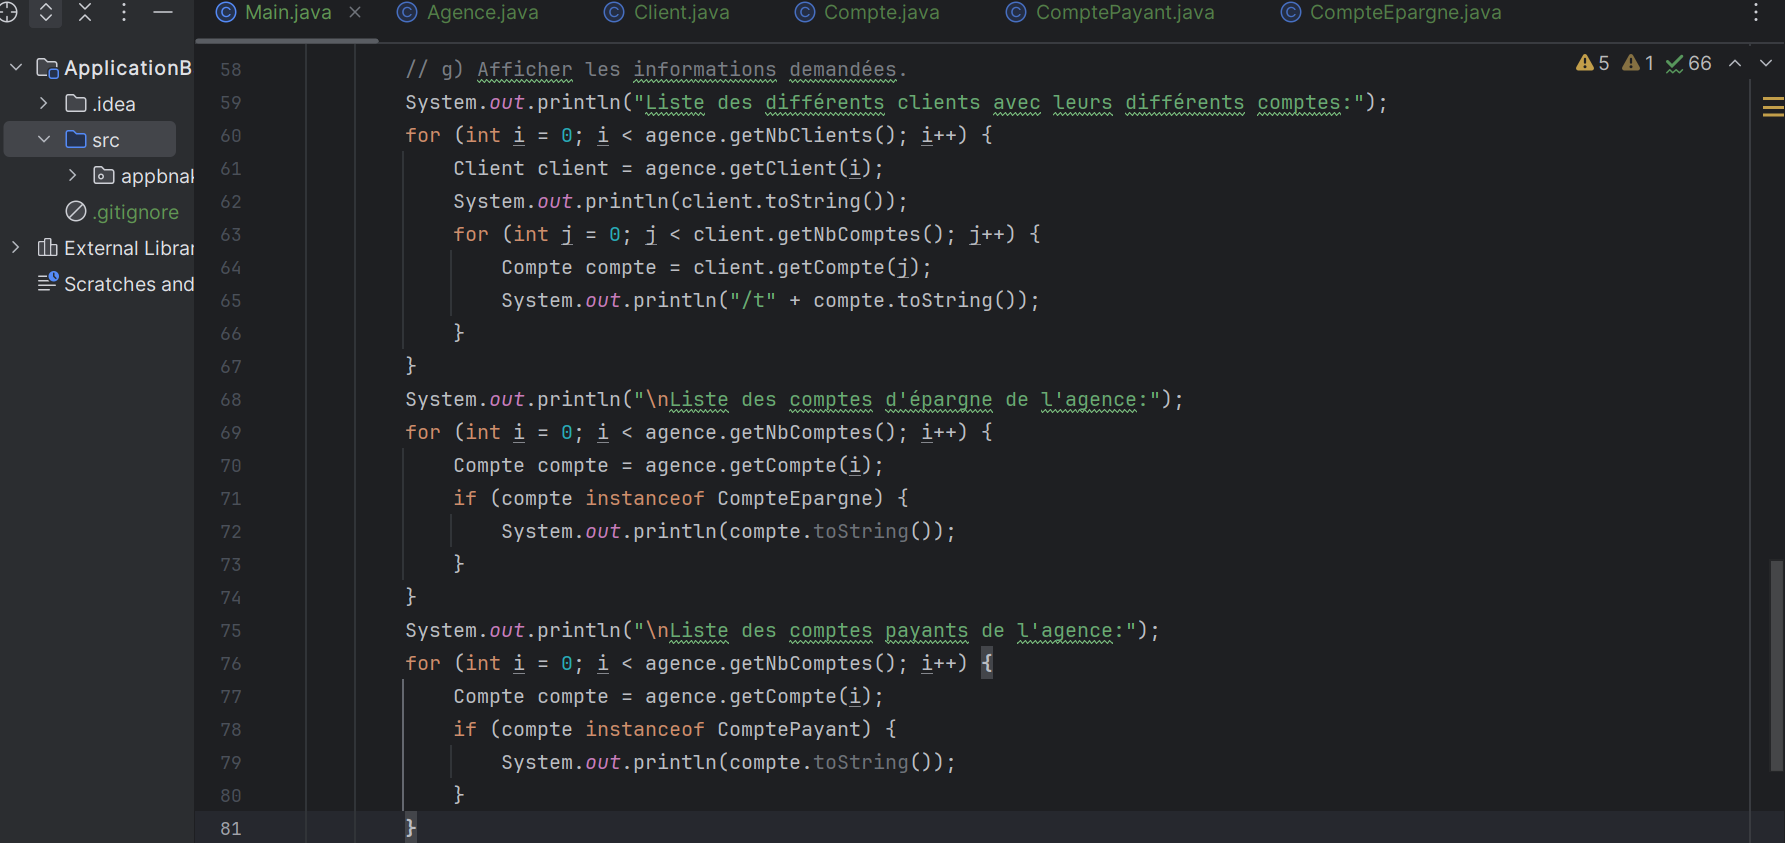 Main.java
Agence.java
Client.java
Compte.java
ComptePayant.java
CompteEpargne.java
ApplicationB
.idea
src
appbnak
.gitignore
External Librar
Scratches and
5 1 66
58 // g) Afficher les informations demandées.
59 System.out.println("Liste des différents clients avec leurs différents comptes:");
60 for (int i = 0; i < agence.getNbClients(); i++) {
61 Client client = agence.getClient(i);
62 System.out.println(client.toString());
63 for (int j = 0; j < client.getNbComptes(); j++) {
64 Compte compte = client.getCompte(j);
65 System.out.println("/t" + compte.toString());
66 }
67 }
68 System.out.println("\nListe des comptes d'épargne de l'agence:");
69 for (int i = 0; i < agence.getNbComptes(); i++) {
70 Compte compte = agence.getCompte(i);
71 if (compte instanceof CompteEpargne) {
72 System.out.println(compte.toString());
73 }
74 }
75 System.out.println("\nListe des comptes payants de l'agence:");
76 for (int i = 0; i < agence.getNbComptes(); i++) {
77 Compte compte = agence.getCompte(i);
78 if (compte instanceof ComptePayant) {
79 System.out.println(compte.toString());
80 }
81 }